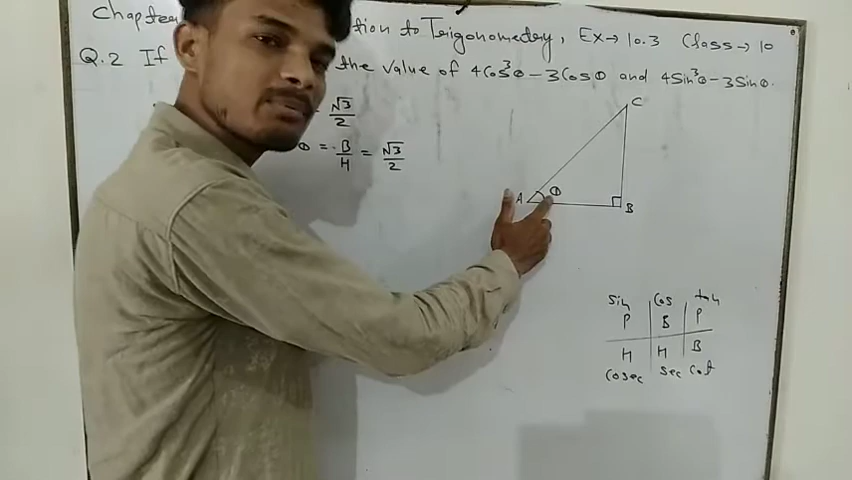 Chapter tion to Trigonometry, Ex→ 10.3 Class→ 10
Q.2 If the value of 4Cos³θ - 3Cosθ and 4Sin³θ - 3Sinθ.
√3/2
θ = B/H = √3/2
C
A θ B
sin Cos tan
P B P
H H B
Cosec Sec Cot